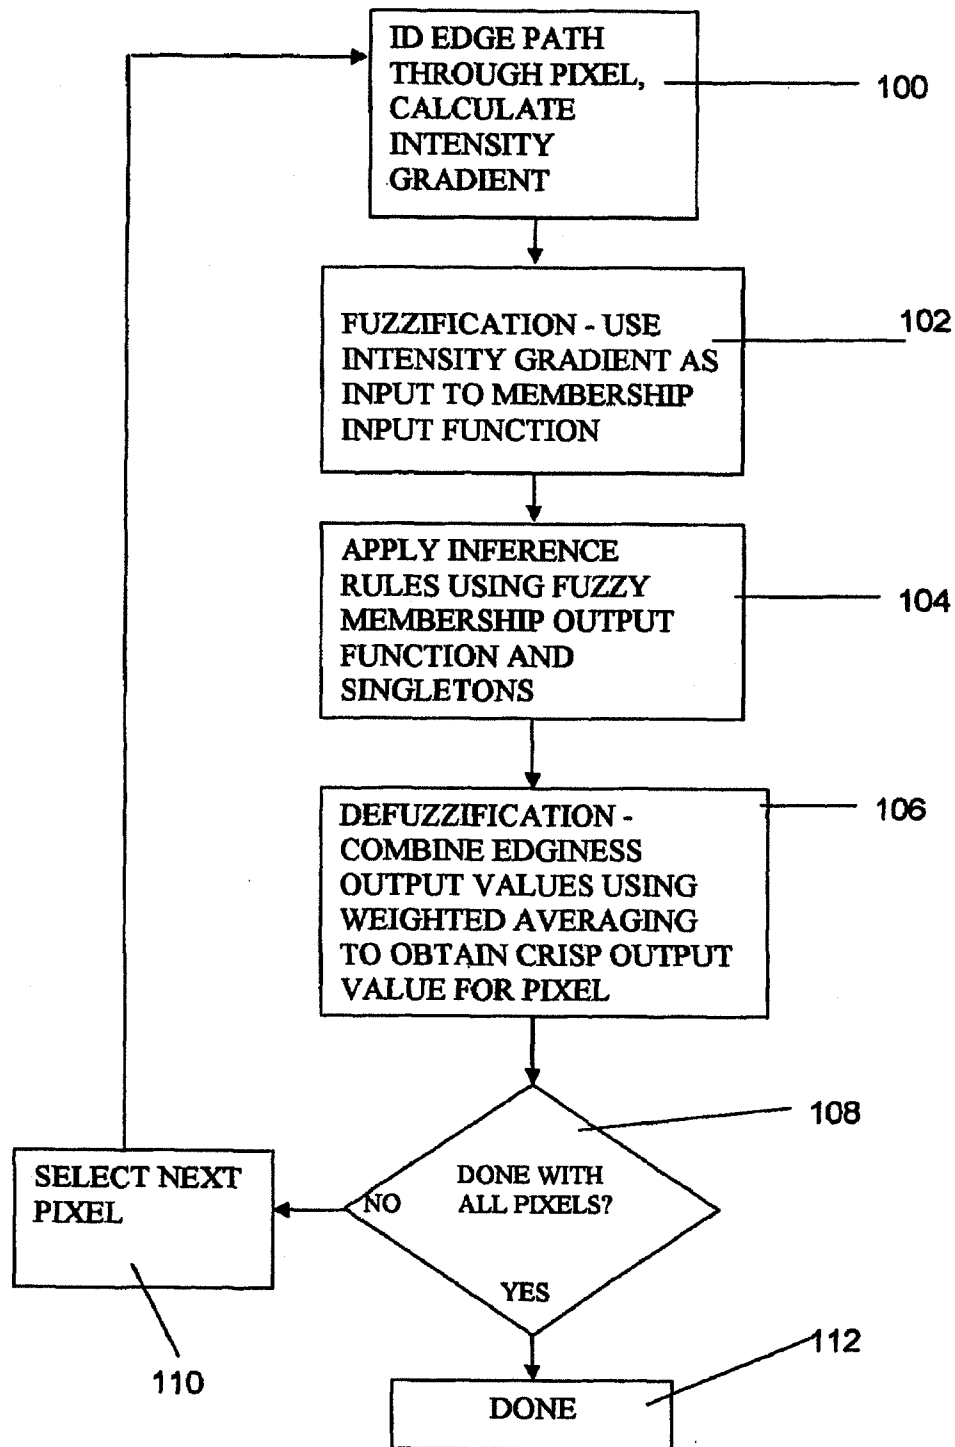 ID EDGE PATH
THROUGH PIXEL,
CALCULATE
INTENSITY
GRADIENT
100
FUZZIFICATION - USE
INTENSITY GRADIENT AS
INPUT TO MEMBERSHIP
INPUT FUNCTION
102
APPLY INFERENCE
RULES USING FUZZY
MEMBERSHIP OUTPUT
FUNCTION AND
SINGLETONS
104
DEFUZZIFICATION -
COMBINE EDGINESS
OUTPUT VALUES USING
WEIGHTED AVERAGING
TO OBTAIN CRISP OUTPUT
VALUE FOR PIXEL
106
108
DONE WITH
ALL PIXELS?
NO
YES
SELECT NEXT
PIXEL
110
112
DONE